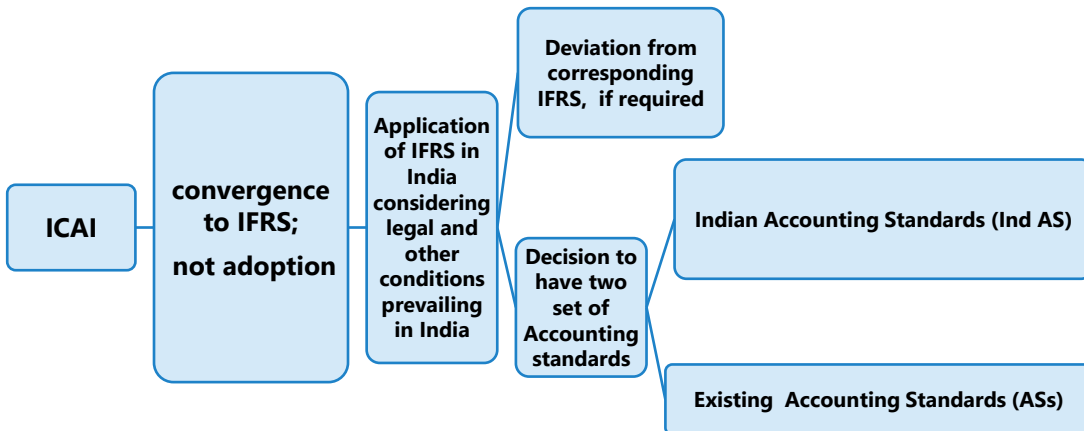 ICAI
convergence
to IFRS;
not adoption
Application
of IFRS in
India
considering
legal and
other
conditions
prevailing
in India
Deviation from
corresponding
IFRS, if required
Decision to
have two
set of
Accounting
standards
Indian Accounting Standards (Ind AS)
Existing Accounting Standards (ASs)